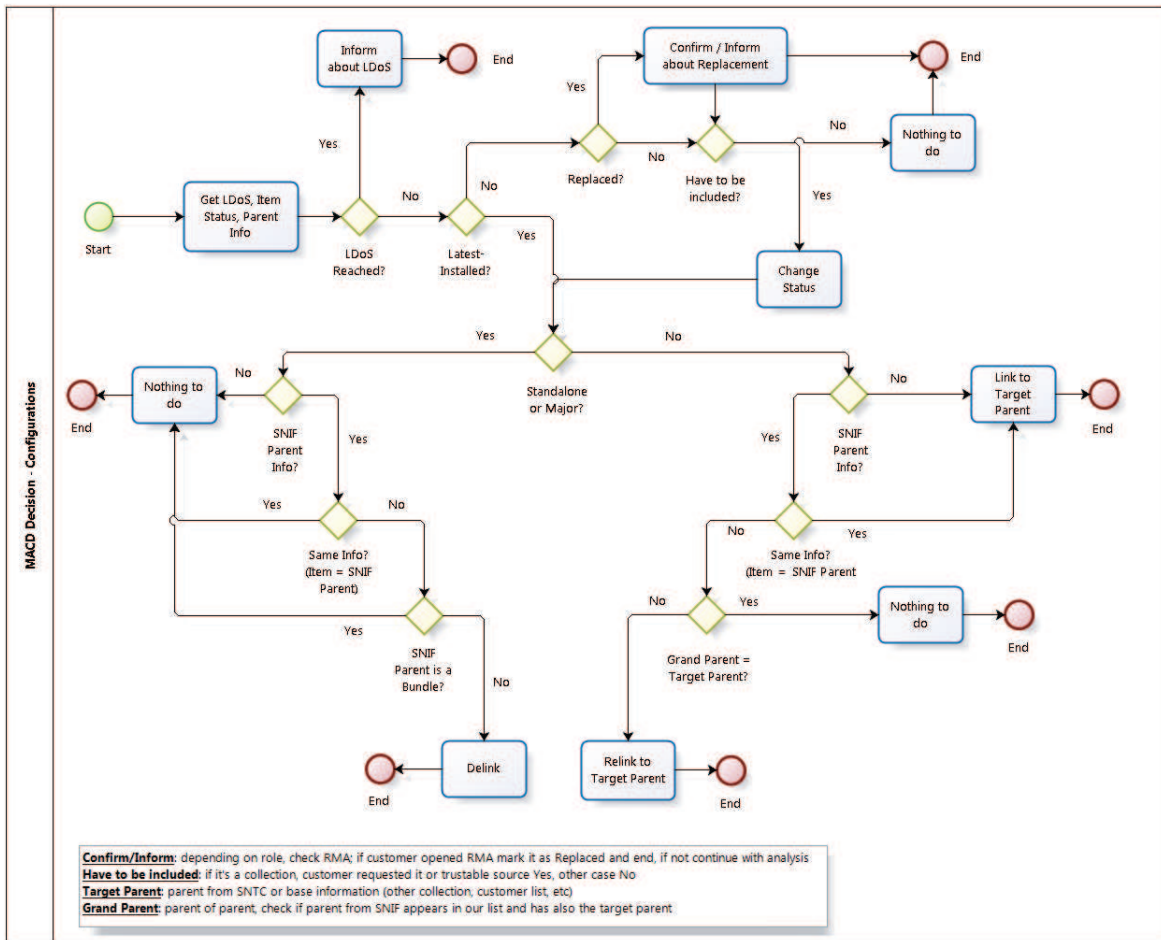 MACD Decision - Configurations
Inform
about LDoS
End
Confirm / Inform
about Replacement
End
Yes
Yes
No
Nothing to
do
Replaced?
No
Have to be
included?
Yes
Start
Get LDoS, Item
Status, Parent
Info
LDoS
Reached?
No
Latest-
Installed?
No
Yes
Change
Status
Yes
No
Standalone
or Major?
End
Nothing to
do
No
SNIF
Parent
Info?
Yes
SNIF
Parent
Info?
No
Yes
Link to
Target
Parent
End
Yes
No
Same Info?
(Item = SNIF
Parent)
No
Yes
Same Info?
(Item = SNIF Parent
Yes
No
SNIF
Parent is a
Bundle?
No
Yes
Grand Parent =
Target Parent?
Nothing to
do
End
End
Delink
Relink to
Target Parent
End
Confirm/Inform: depending on role, check RMA; if customer opened RMA mark it as Replaced and end, if not continue with analysis
Have to be included: if it's a collection, customer requested it or trustable source Yes, other case No
Target Parent: parent from SNTC or base information (other collection, customer list, etc)
Grand Parent: parent of parent, check if parent from SNIF appears in our list and has also the target parent